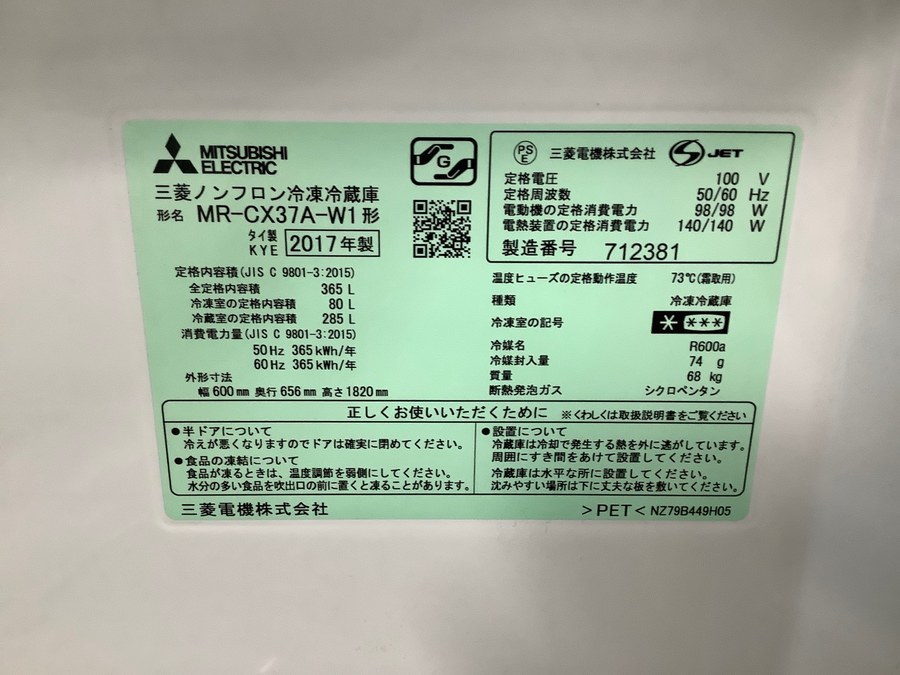 MITSUBISHI
ELECTRIC
三菱ノンフロン冷凍冷蔵庫
形名 MR-CX37A-W1形
タイ製
KYE 2017年製
G
定格内容積(JIS C 9801-3:2015)
全定格内容積 365 L
冷凍室の定格内容積 80 L
冷蔵室の定格内容積 285 L
消費電力量(JIS C 9801-3:2015)
50Hz 365kWh/年
60Hz 365kWh/年
外形寸法
幅600mm 奥行656mm 高さ1820mm
PS
E 三菱電機株式会社 JET
定格電圧 100 V
定格周波数 50/60 Hz
電動機の定格消費電力 98/98 W
電熱装置の定格消費電力 140/140 W
製造番号 712381
温度ヒューズの定格動作温度 73℃(霜取用)
種類 冷凍冷蔵庫
冷凍室の記号 * ***
冷媒名 R600a
冷媒封入量 74 g
質量 68 kg
断熱発泡ガス シクロペンタン
正しくお使いいただくために ※くわしくは取扱説明書をご覧ください
●半ドアについて
冷えが悪くなりますのでドアは確実に閉めてください。
●食品の凍結について
食品が凍るときは、温度調節を弱側にしてください。
水分の多い食品を吹出口の前に置くと凍ることがあります。
●設置について
冷蔵庫は冷却で発生する熱を外に逃がしています。
周囲にすき間をあけて設置してください。
冷蔵庫は水平な所に設置してください。
沈みやすい場所は下に丈夫な板を敷いてください。
三菱電機株式会社 >PET< NZ79B449H05